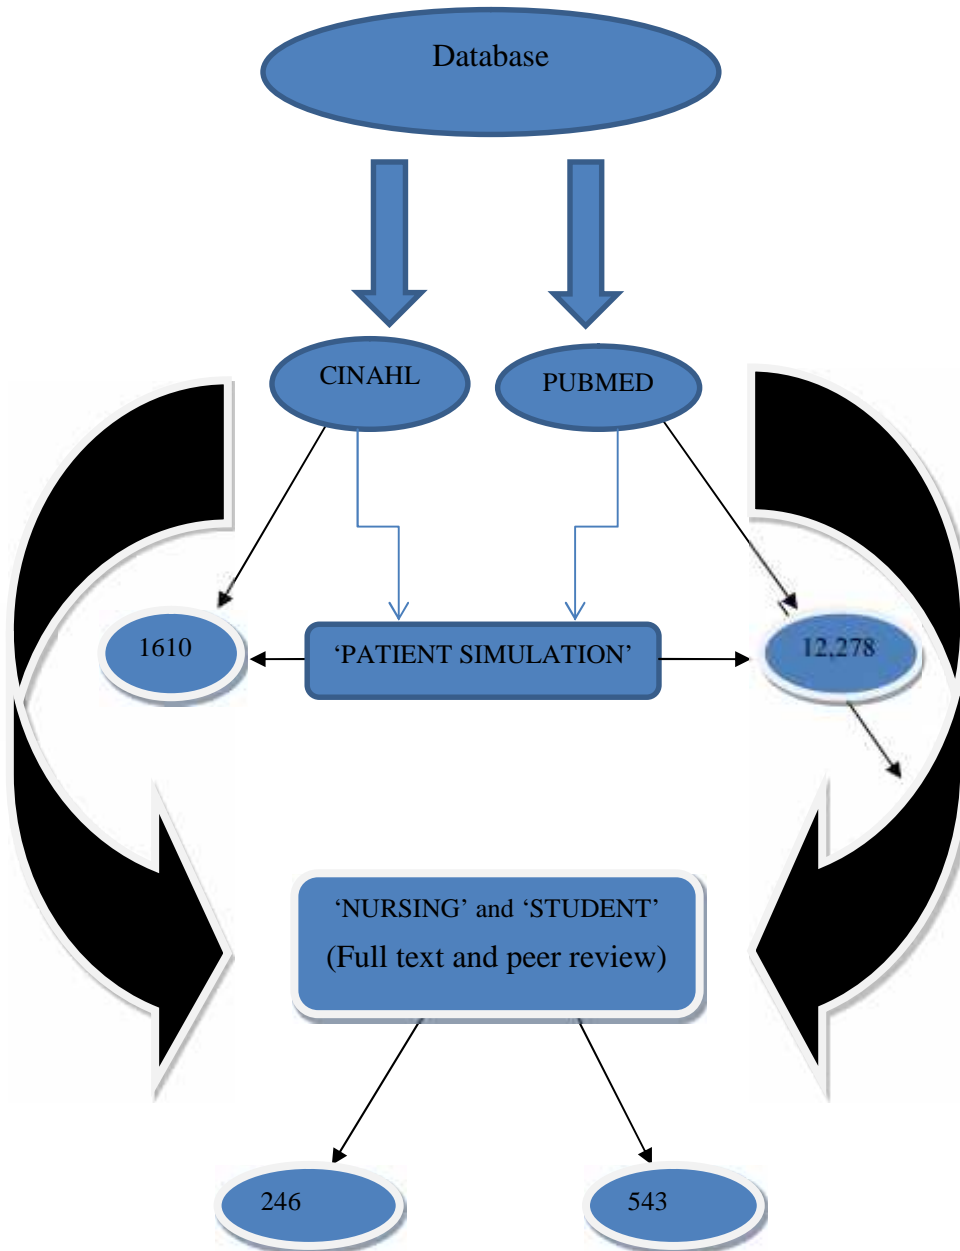 Database
CINAHL
PUBMED
1610
‘PATIENT SIMULATION’
12,278
‘NURSING’ and ‘STUDENT’
(Full text and peer review)
246
543